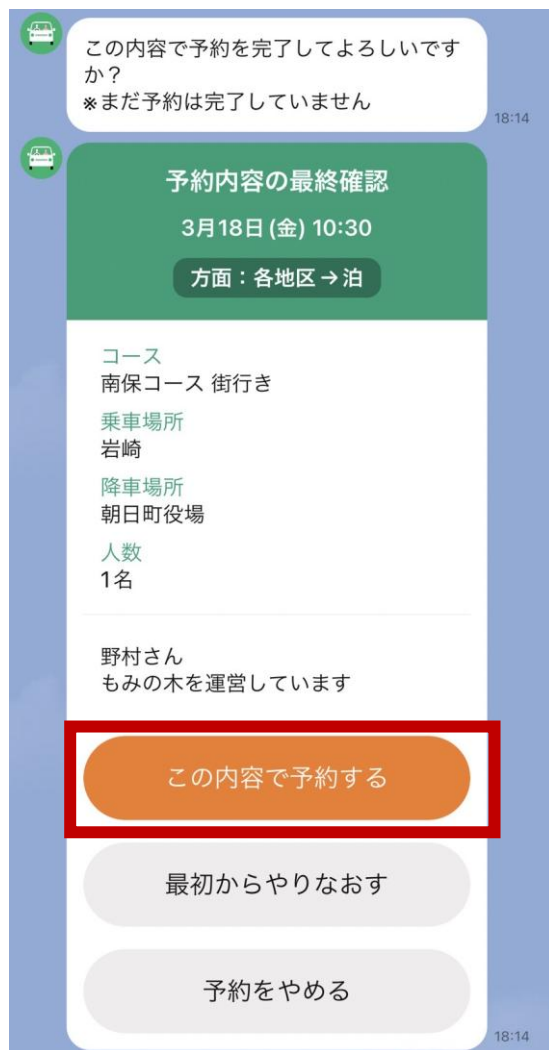 この内容で予約を完了してよろしいです
か？
※まだ予約は完了していません
18:14
予約内容の最終確認
3月18日(金) 10:30
方面：各地区→泊
コース
南保コース 街行き
乗車場所
岩崎
降車場所
朝日町役場
人数
1名
野村さん
もみの木を運営しています
この内容で予約する
最初からやりなおす
予約をやめる
18:14